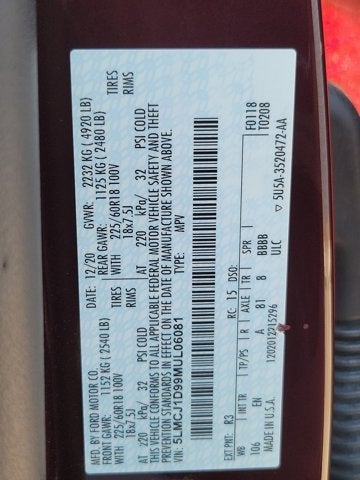 MFD. BY FORD MOTOR CO.
DATE: 12/20 GVWR: 2232 KG ( 4920 LB)
FRONT GAWR: 1152 KG ( 2540 LB) REAR GAWR: 1125 KG ( 2480 LB)
WITH 225/60R18 100V TIRES WITH 225/60R18 100V TIRES
18x7.5J RIMS 18x7.5J RIMS
AT 220 kPa/ 32 PSI COLD AT 220 kPa/ 32 PSI COLD
THIS VEHICLE CONFORMS TO ALL APPLICABLE FEDERAL MOTOR VEHICLE SAFETY AND THEFT
PREVENTION STANDARDS IN EFFECT ON THE DATE OF MANUFACTURE SHOWN ABOVE.
VIN: 5LMCJ1D99MUL06081 TYPE: MPV
F0118
T0208
EXT PNT: R3 RC: 15 DSO:
WB INT TR TP/PS R AXLE TR SPR
106 EN A 81 8 BBBB
MADE IN U.S.A. ULC
1202012315296
5U5A-3520472-AA